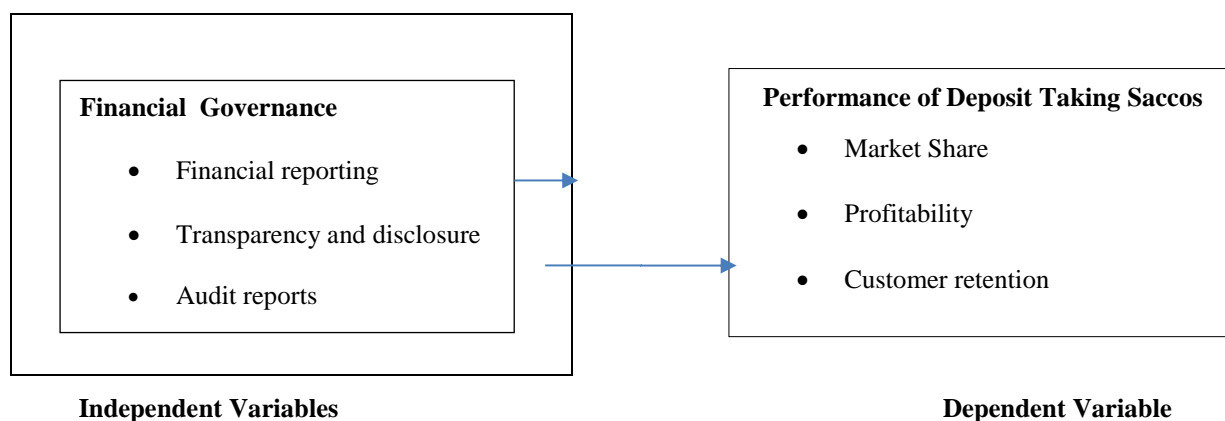 Financial Governance
• Financial reporting
• Transparency and disclosure
• Audit reports
Performance of Deposit Taking Saccos
• Market Share
• Profitability
• Customer retention
Independent Variables
Dependent Variable